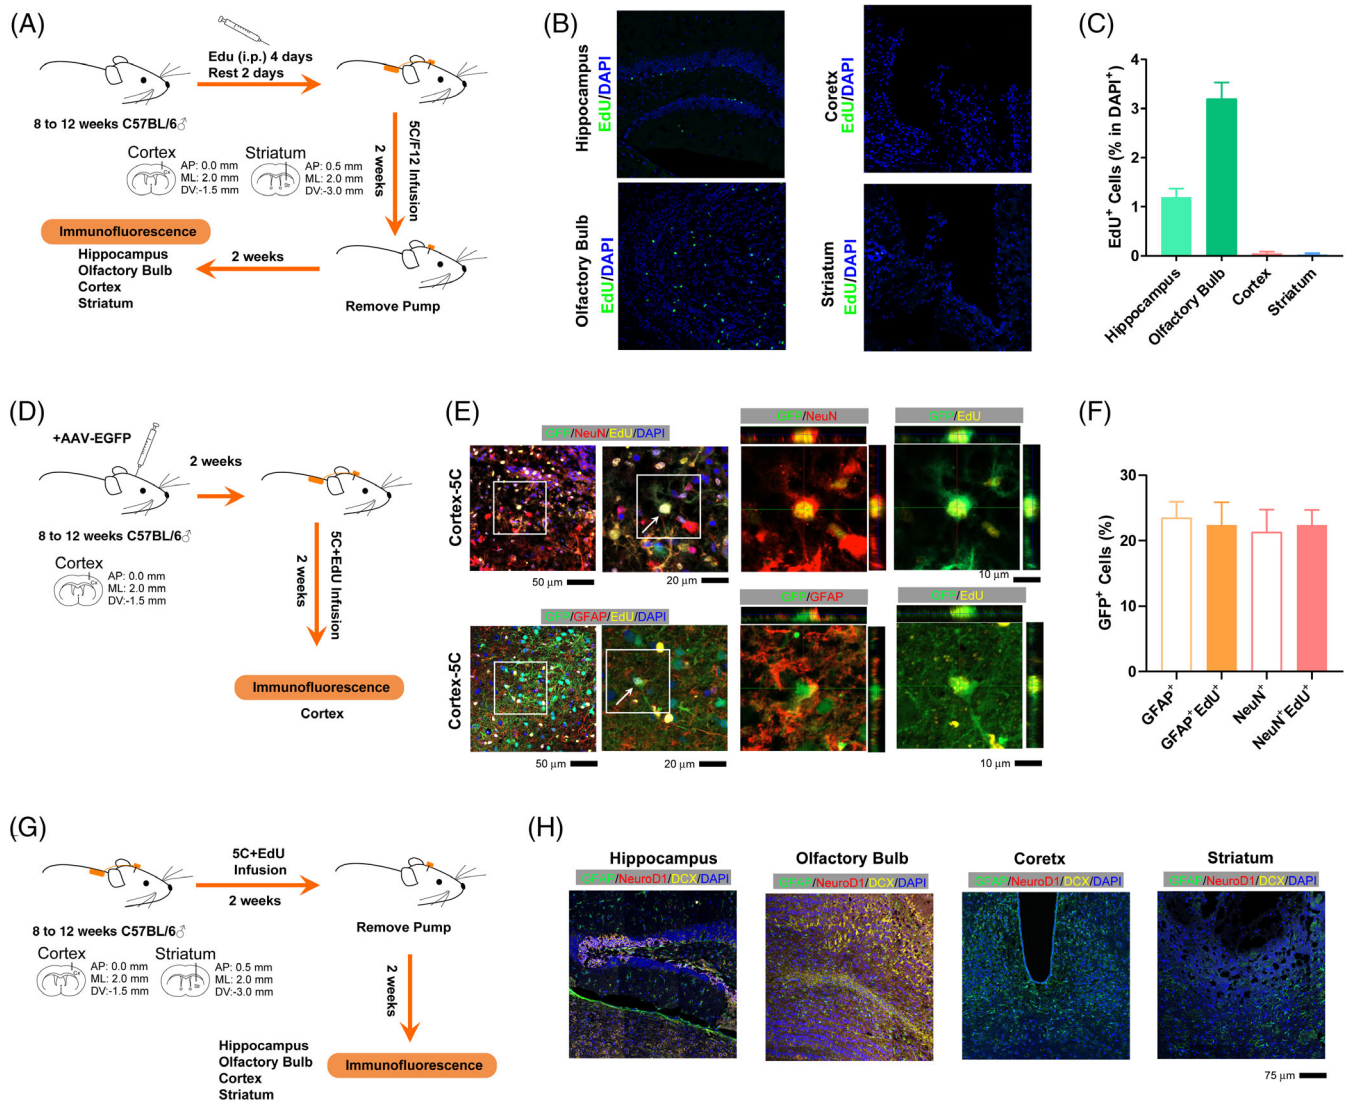 (A)
Edu (i.p.) 4 days
Rest 2 days
8 to 12 weeks C57BL/6♂
Cortex
AP: 0.0 mm
ML: 2.0 mm
DV:-1.5 mm
Cx
Striatum
AP: 0.5 mm
ML: 2.0 mm
DV:-3.0 mm
Str
5C/F-12 Infusion
2 weeks
Remove Pump
2 weeks
Immunofluorescence
Hippocampus
Olfactory Bulb
Cortex
Striatum
(B)
Hippocampus
EdU/DAPI
Coretx
EdU/DAPI
Olfactory Bulb
EdU/DAPI
Striatum
EdU/DAPI
(C)
EdU⁺ Cells (% in DAPI⁺)
4
3
2
1
0
Hippocampus
Olfactory Bulb
Cortex
Striatum
(D)
+AAV-EGFP
2 weeks
8 to 12 weeks C57BL/6♂
Cortex
AP: 0.0 mm
ML: 2.0 mm
DV:-1.5 mm
Cx
5C+EdU Infusion
2 weeks
Immunofluorescence
Cortex
(E)
GFP/NeuN/EdU/DAPI
GFP/NeuN
GFP/EdU
Cortex-5C
50 μm
20 μm
10 μm
GFP/GFAP/EdU/DAPI
GFP/GFAP
GFP/EdU
Cortex-5C
50 μm
20 μm
10 μm
(F)
GFP⁺ Cells (%)
30
20
10
0
GFAP⁺
GFAP⁺EdU⁺
NeuN⁺
NeuN⁺EdU⁺
(G)
5C+EdU
Infusion
2 weeks
8 to 12 weeks C57BL/6♂
Cortex
AP: 0.0 mm
ML: 2.0 mm
DV:-1.5 mm
Cx
Striatum
AP: 0.5 mm
ML: 2.0 mm
DV:-3.0 mm
Str
Remove Pump
2 weeks
Hippocampus
Olfactory Bulb
Cortex
Striatum
Immunofluorescence
(H)
Hippocampus
GFAP/NeuroD1/DCX/DAPI
Olfactory Bulb
GFAP/NeuroD1/DCX/DAPI
Coretx
GFAP/NeuroD1/DCX/DAPI
Striatum
GFAP/NeuroD1/DCX/DAPI
75 μm